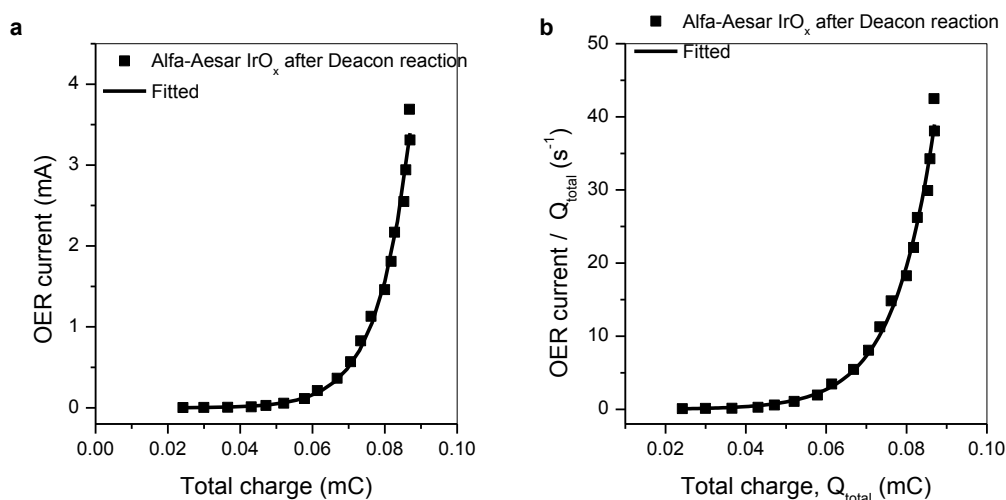 a
Alfa-Aesar IrOx after Deacon reaction
Fitted
4
3
2
1
0
OER current (mA)
0.00 0.02 0.04 0.06 0.08 0.10
Total charge (mC)
b
Alfa-Aesar IrOx after Deacon reaction
Fitted
50
40
30
20
10
0
OER current / Qtotal (s-1)
0.02 0.04 0.06 0.08 0.10
Total charge, Qtotal (mC)